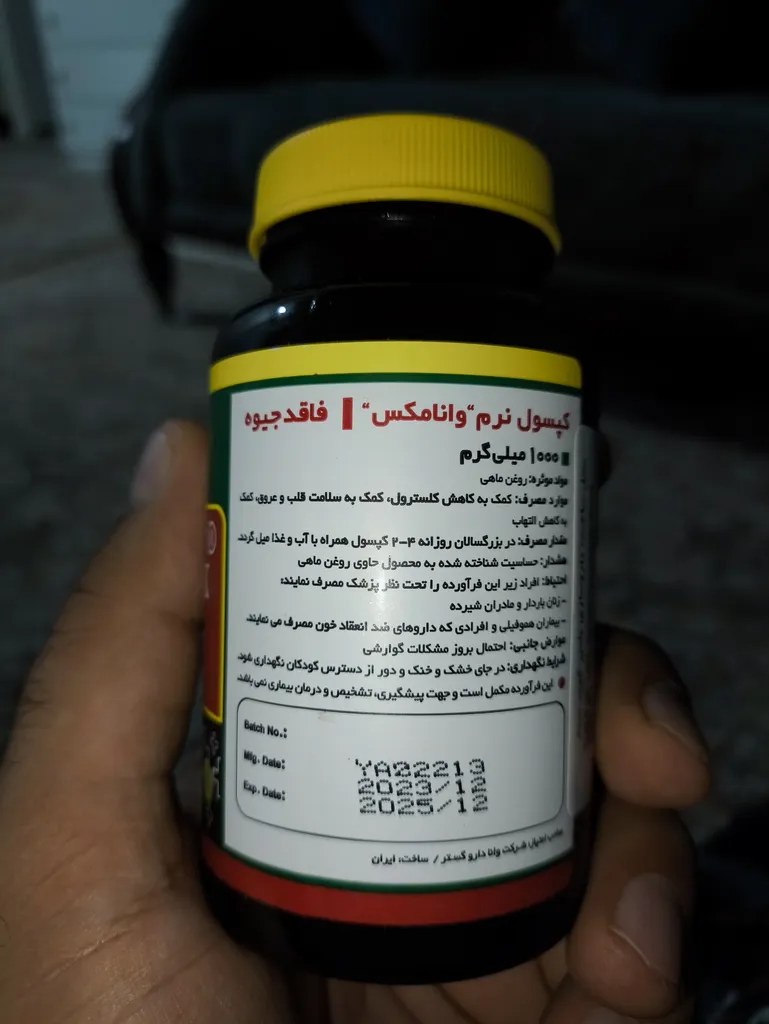 کپسول نرم "وانامکس" | فاقد جیوه
۱۰۰۰ میلی‌گرم
مواد موثره: روغن ماهی
موارد مصرف: کمک به کاهش کلسترول، کمک به سلامت قلب و عروق، کمک
به کاهش التهاب
مقدار مصرف: در بزرگسالان روزانه ۴-۲ کپسول همراه با آب و غذا میل گردد.
هشدار: حساسیت شناخته شده به محصول حاوی روغن ماهی
احتیاط: افراد زیر این فرآورده را تحت نظر پزشک مصرف نمایند:
- زنان باردار و مادران شیرده
- بیماران هموفیلی و افرادی که داروهای ضد انعقاد خون مصرف می نمایند.
عوارض جانبی: احتمال بروز مشکلات گوارشی
شرایط نگهداری: در جای خشک و خنک و دور از دسترس کودکان نگهداری شود.
این فرآورده مکمل است و جهت پیشگیری، تشخیص و درمان بیماری نمی باشد.
Batch No.: YA22213
Mfg. Date: 2023/12
Exp. Date: 2025/12
صاحب امتیاز: شرکت وانا دارو گستر / ساخت: ایران